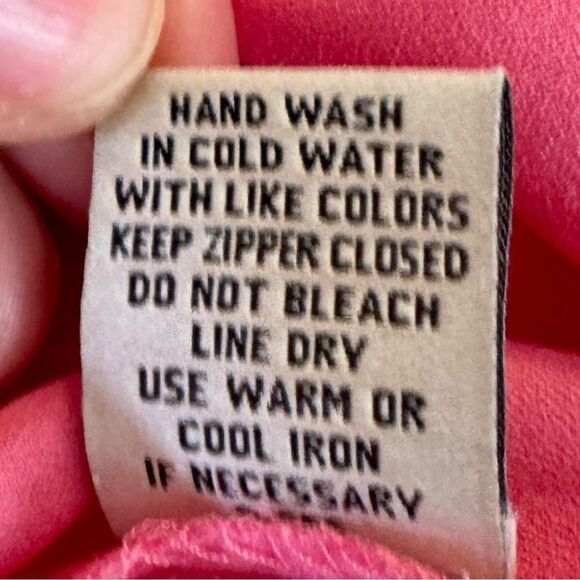 HAND WASH
IN COLD WATER
WITH LIKE COLORS
KEEP ZIPPER CLOSED
DO NOT BLEACH
LINE DRY
USE WARM OR
COOL IRON
IF NECESSARY